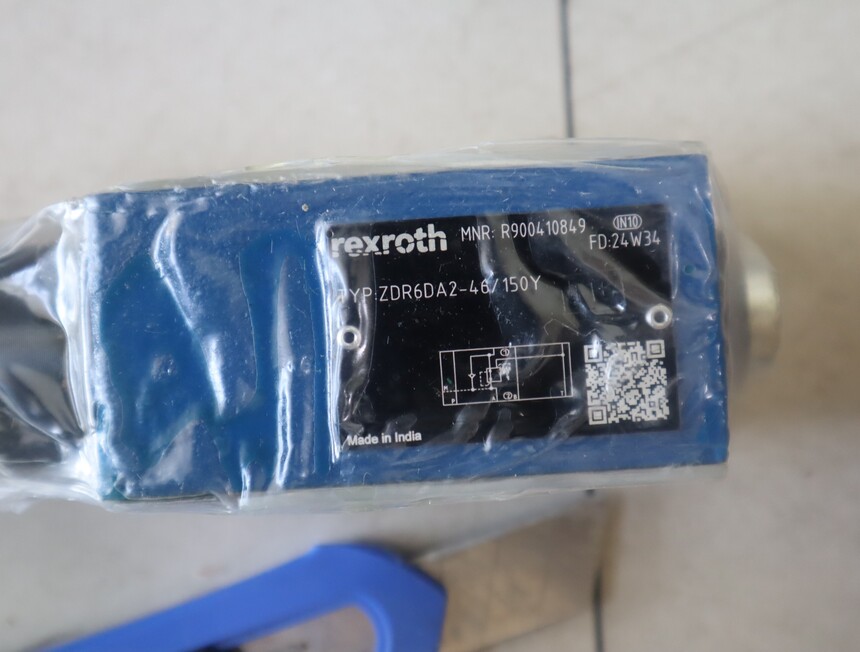 rexroth MNR: R900410849 IN10
FD:24W34
TYP:ZDR6DA2-46/150Y
Made in India